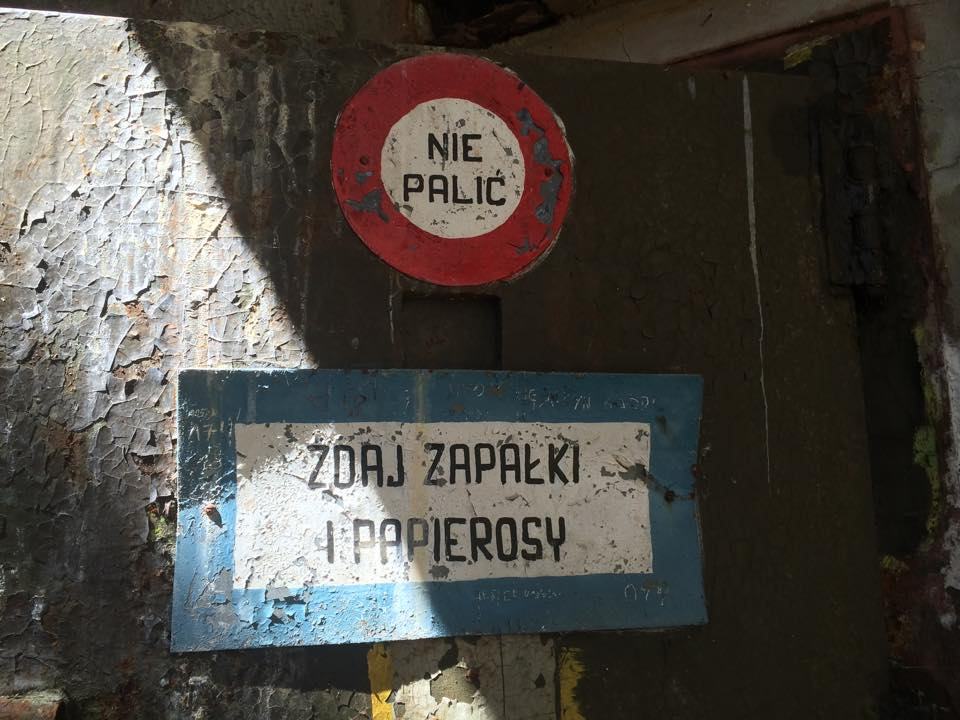 NIE
PALIĆ
ZDAJ ZAPAŁKI
I PAPIEROSY